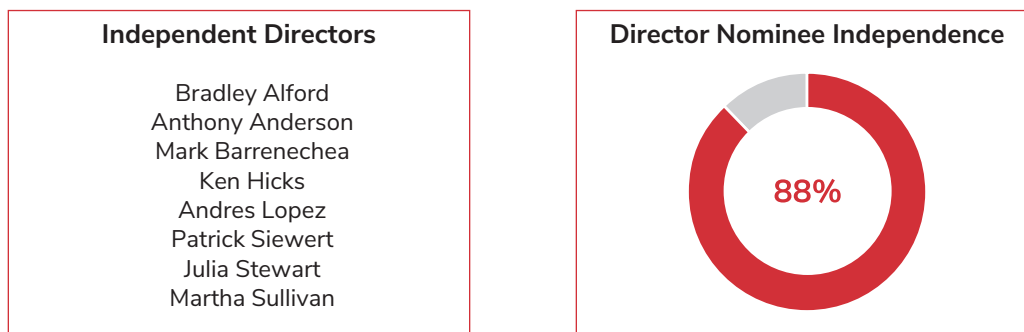 Independent Directors
Bradley Alford
Anthony Anderson
Mark Barrenechea
Ken Hicks
Andres Lopez
Patrick Siewert
Julia Stewart
Martha Sullivan
Director Nominee Independence
88%